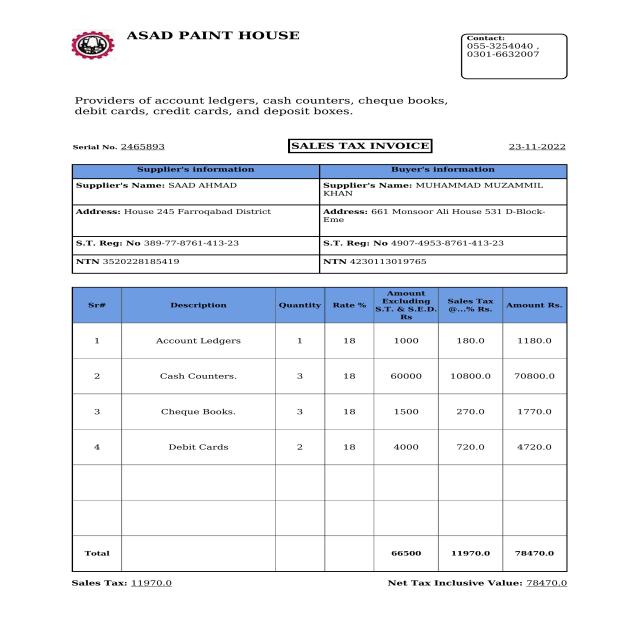 ASAD PAINT HOUSE
Contact:
055-3254040 ,
0301-6632007
Providers of account ledgers, cash counters, cheque books,
debit cards, credit cards, and deposit boxes.
Serial No. 2465893 SALES TAX INVOICE 23-11-2022
Supplier's information Buyer's information
Supplier's Name: SAAD AHMAD Supplier's Name: MUHAMMAD MUZAMMIL
KHAN
Address: House 245 Farroqabad District Address: 661 Monsoor Ali House 531 D-Block-
Eme
S.T. Reg: No 389-77-8761-413-23 S.T. Reg: No 4907-4953-8761-413-23
NTN 3520228185419 NTN 4230113019765
Sr# Description Quantity Rate % Amount Excluding S.T. & S.E.D. Rs Sales Tax @...% Rs. Amount Rs.
1 Account Ledgers 1 18 1000 180.0 1180.0
2 Cash Counters. 3 18 60000 10800.0 70800.0
3 Cheque Books. 3 18 1500 270.0 1770.0
4 Debit Cards 2 18 4000 720.0 4720.0
Total 66500 11970.0 78470.0
Sales Tax: 11970.0 Net Tax Inclusive Value: 78470.0